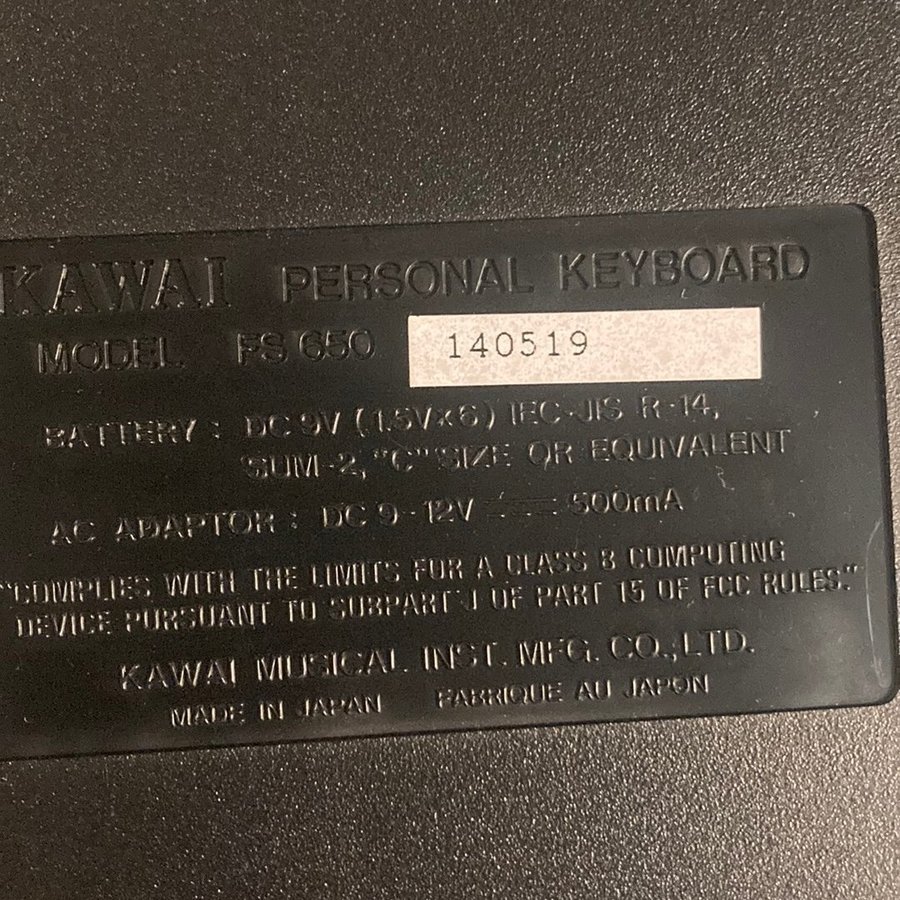 KAWAI PERSONAL KEYBOARD
MODEL FS 650 140519
BATTERY : DC 9V (1.5V×6) IEC-JIS R-14,
SUM-2, "C" SIZE OR EQUIVALENT
AC ADAPTOR : DC 9-12V ⎓ 500mA
"COMPLIES WITH THE LIMITS FOR A CLASS B COMPUTING
DEVICE PURSUANT TO SUBPART J OF PART 15 OF FCC RULES."
KAWAI MUSICAL INST. MFG. CO., LTD.
MADE IN JAPAN FABRIQUE AU JAPON